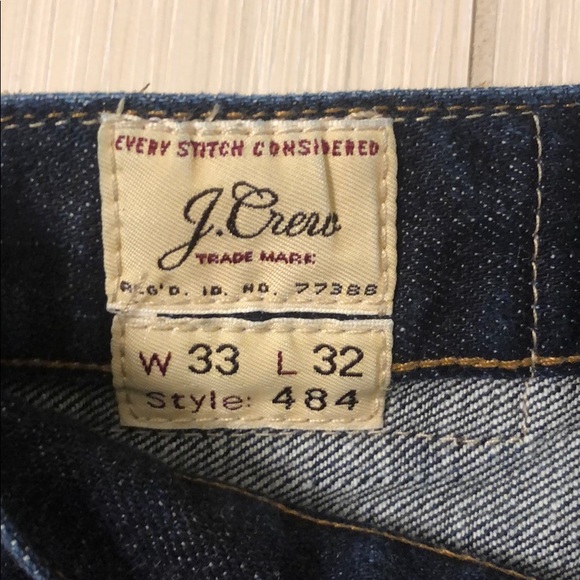 EVERY STITCH CONSIDERED
J.Crew
TRADE MARK
REG'D. ID. NO. 77388
W 33 L 32
Style: 484